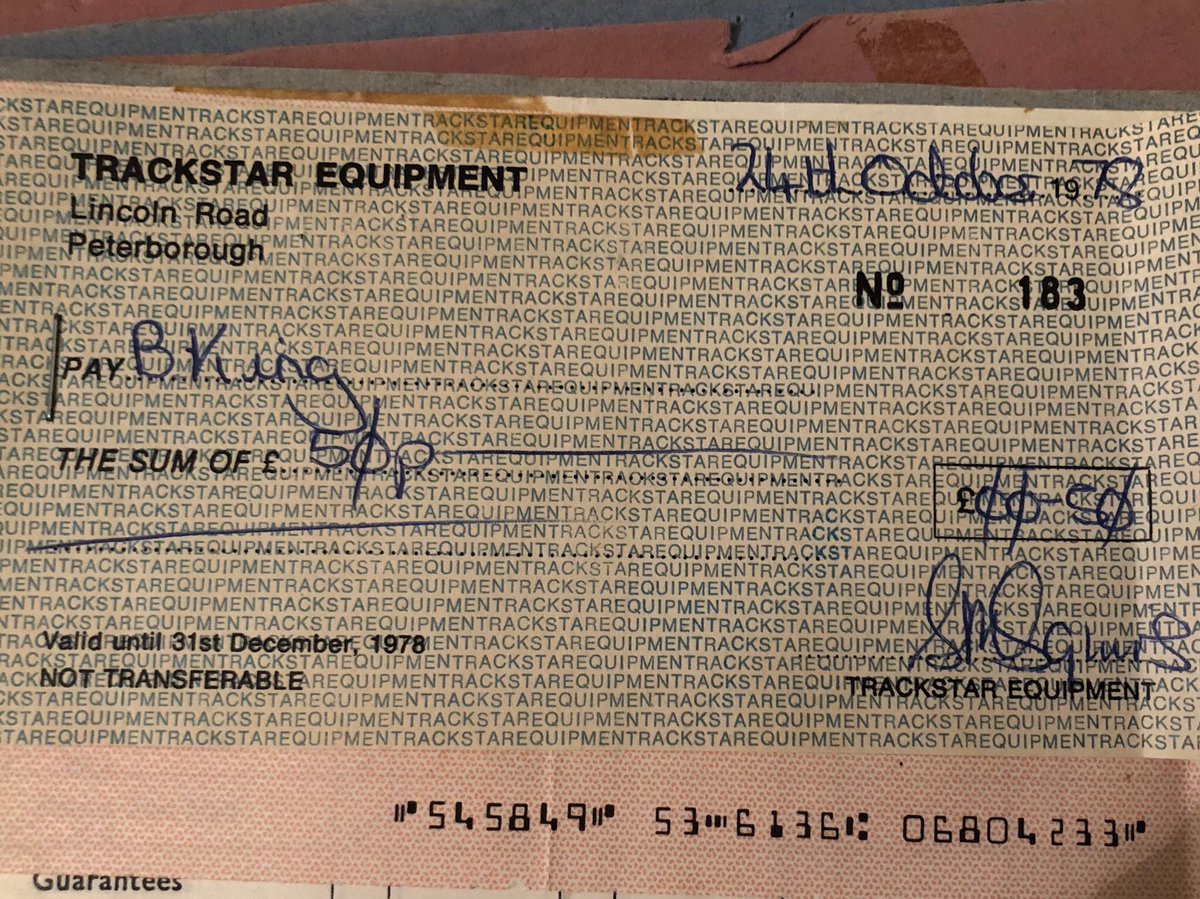 TRACKSTAR EQUIPMENT
Lincoln Road
Peterborough
24th October 1978
Nº 183
PAY B King
THE SUM OF £ 50p
£00-50
Valid until 31st December, 1978
NOT TRANSFERABLE
TRACKSTAR EQUIPMENT
⑈545849⑈ 53⑉6136⑆ 06804233⑈
Guarantees